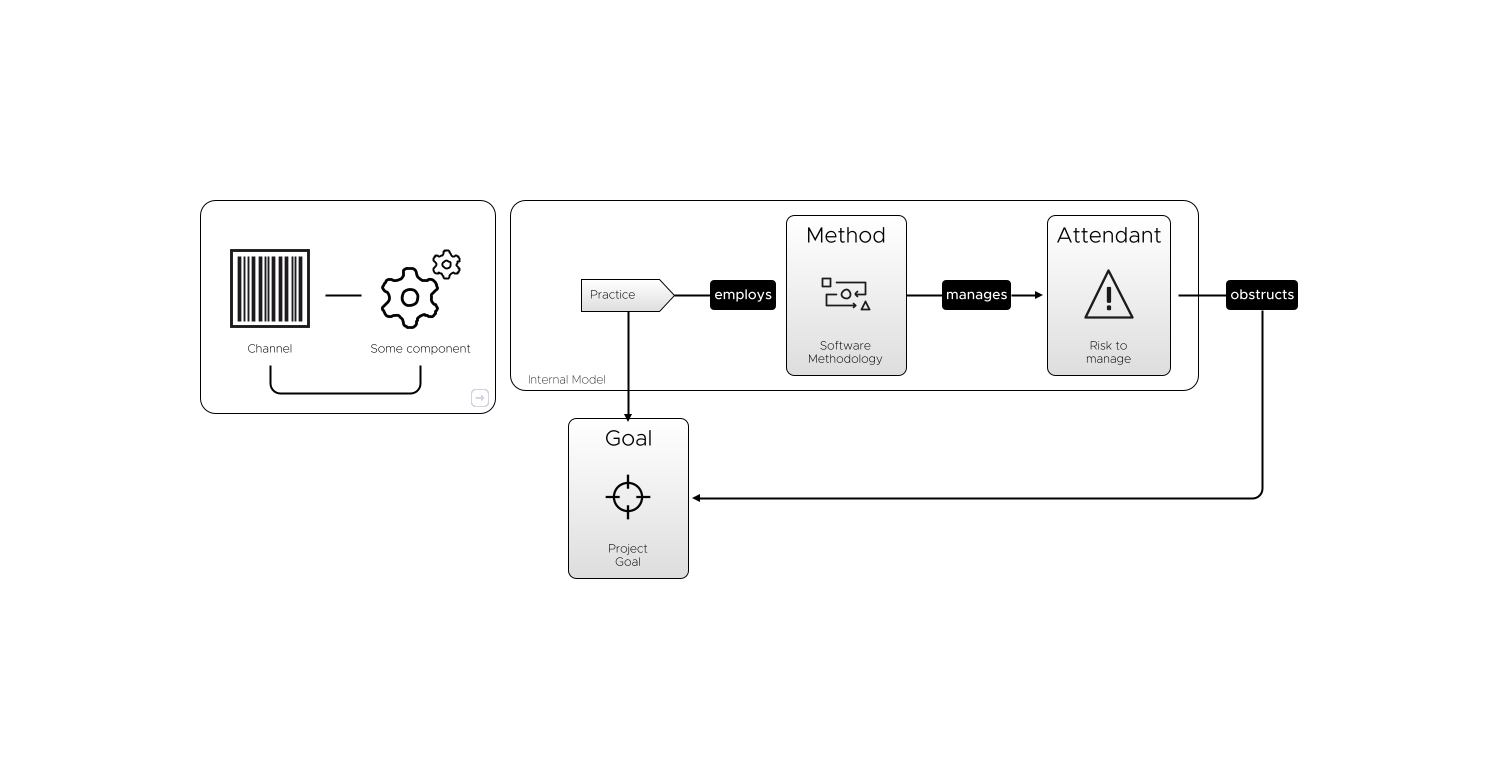 Channel
Some component
Practice
employs
Method
Software
Methodology
manages
Attendant
Risk to
manage
obstructs
Internal Model
Goal
Project
Goal